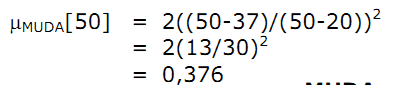 μMUDA[50] = 2((50-37)/(50-20))²
= 2(13/30)²
= 0,376